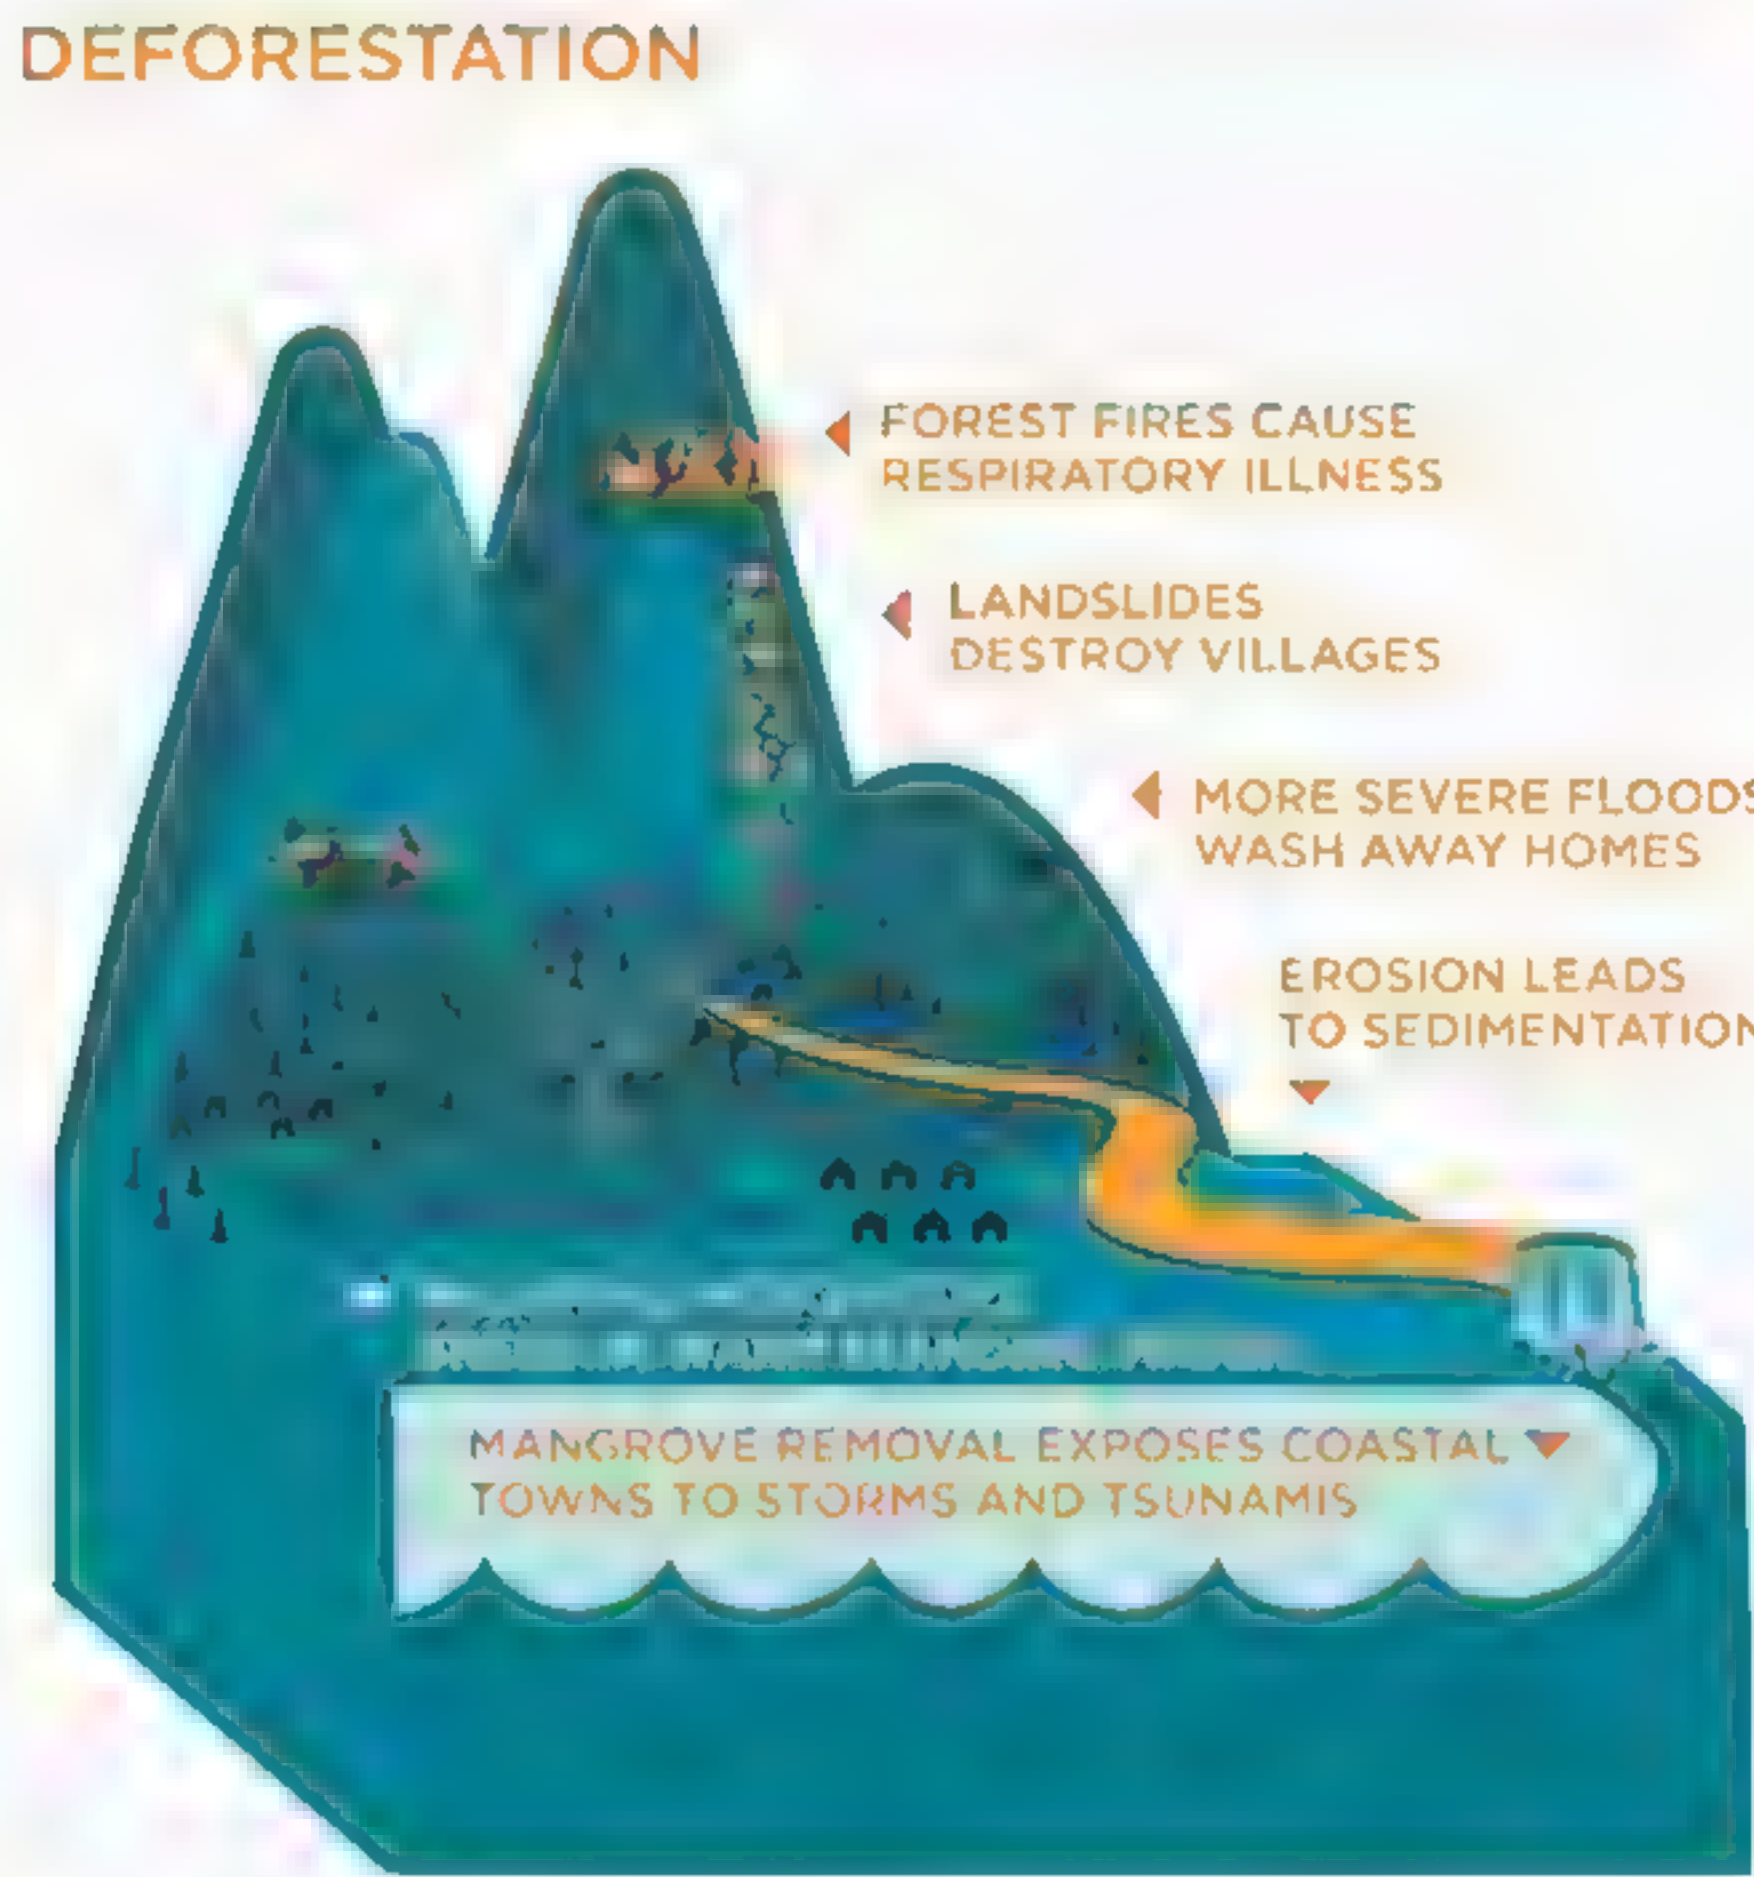 DEFORESTATION
FOREST FIRES CAUSE
RESPIRATORY ILLNESS
LANDSLIDES
DESTROY VILLAGES
MORE SEVERE FLOODS
WASH AWAY HOMES
EROSION LEADS
TO SEDIMENTATION
MANGROVE REMOVAL EXPOSES COASTAL
TOWNS TO STORMS AND TSUNAMIS